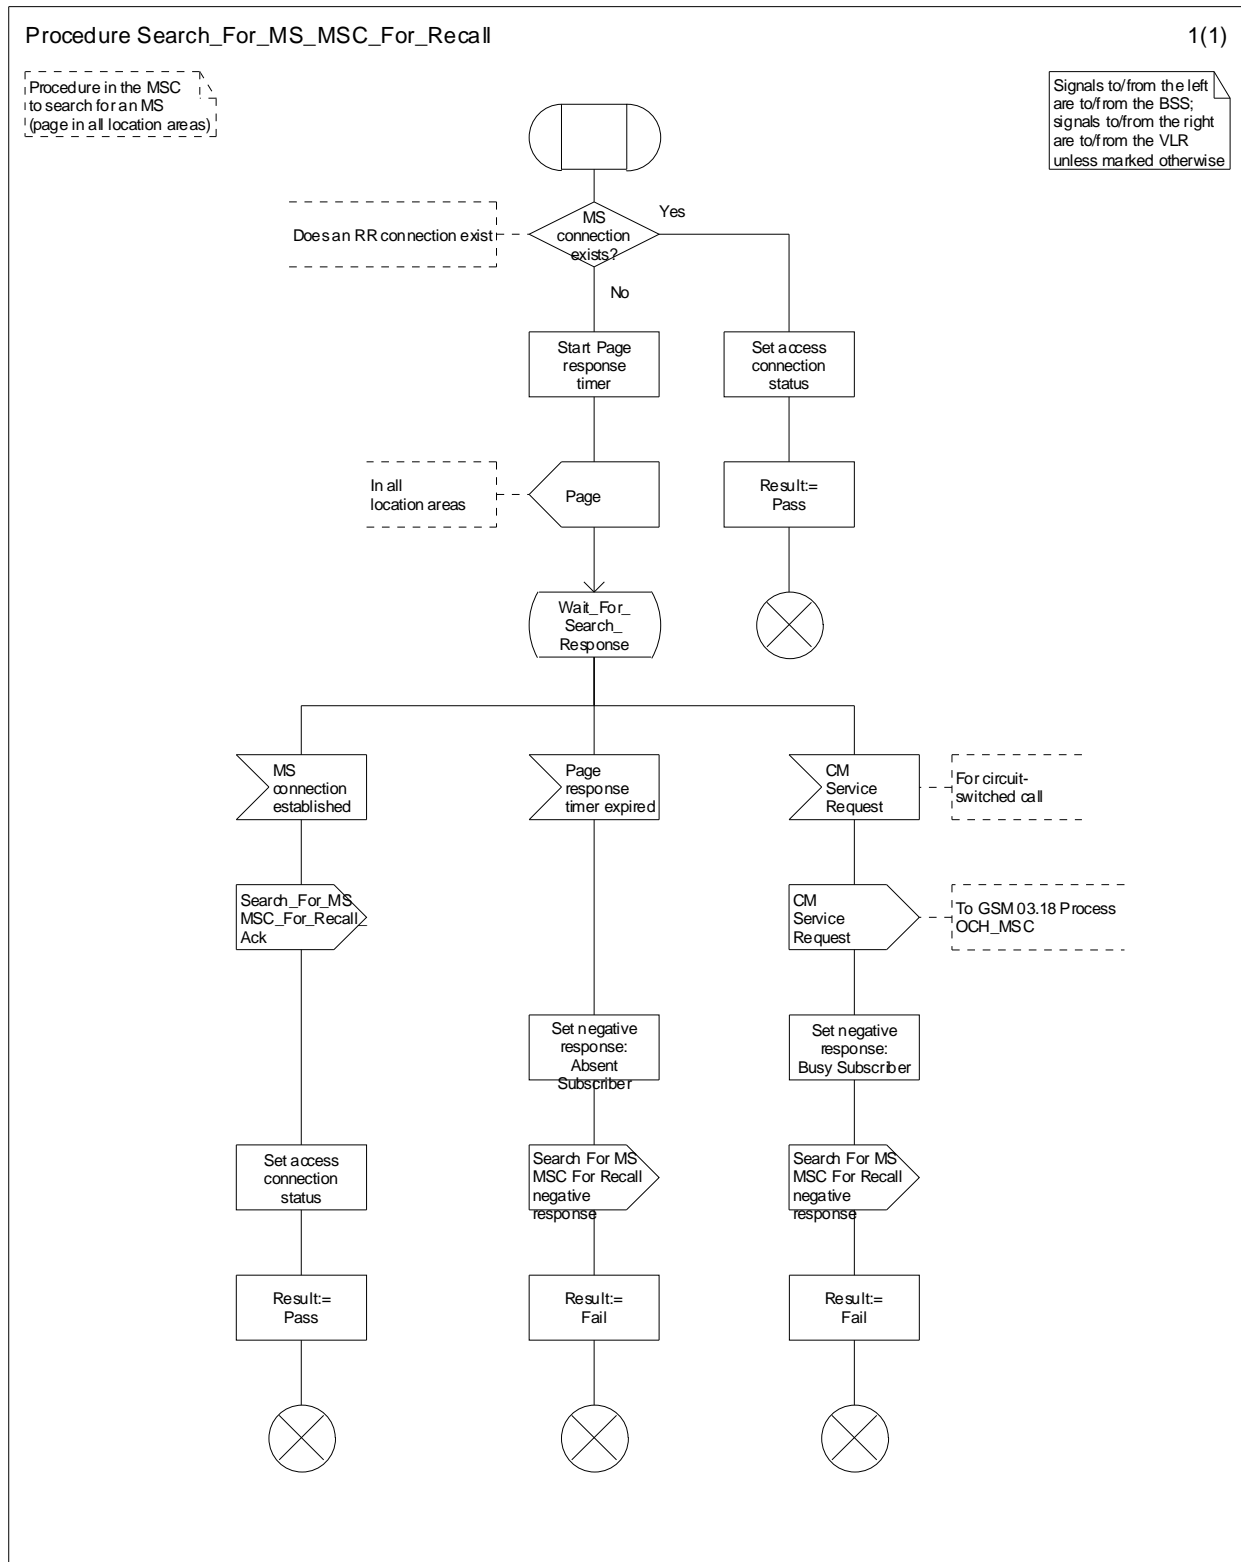 Procedure Search_For_MS_MSC_For_Recall
1(1)
Procedure in the MSC
to search for an MS
(page in all location areas)
Signals to/from the left
are to/from the BSS;
signals to/from the right
are to/from the VLR
unless marked otherwise
Does an RR connection exist
MS
connection
exists?
Yes
No
Start Page
response
timer
Set access
connection
status
In all
location areas
Page
Result:=
Pass
Wait_For_
Search_
Response
MS
connection
established
Page
response
timer expired
CM
Service
Request
For circuit-
switched call
Search_For_MS
MSC_For_Recall_
Ack
CM
Service
Request
To GSM 03.18 Process
OCH_MSC
Set negative
response:
Absent
Subscriber
Set negative
response:
Busy Subscriber
Set access
connection
status
Search For MS
MSC For Recall
negative
response
Search For MS
MSC For Recall
negative
response
Result:=
Pass
Result:=
Fail
Result:=
Fail